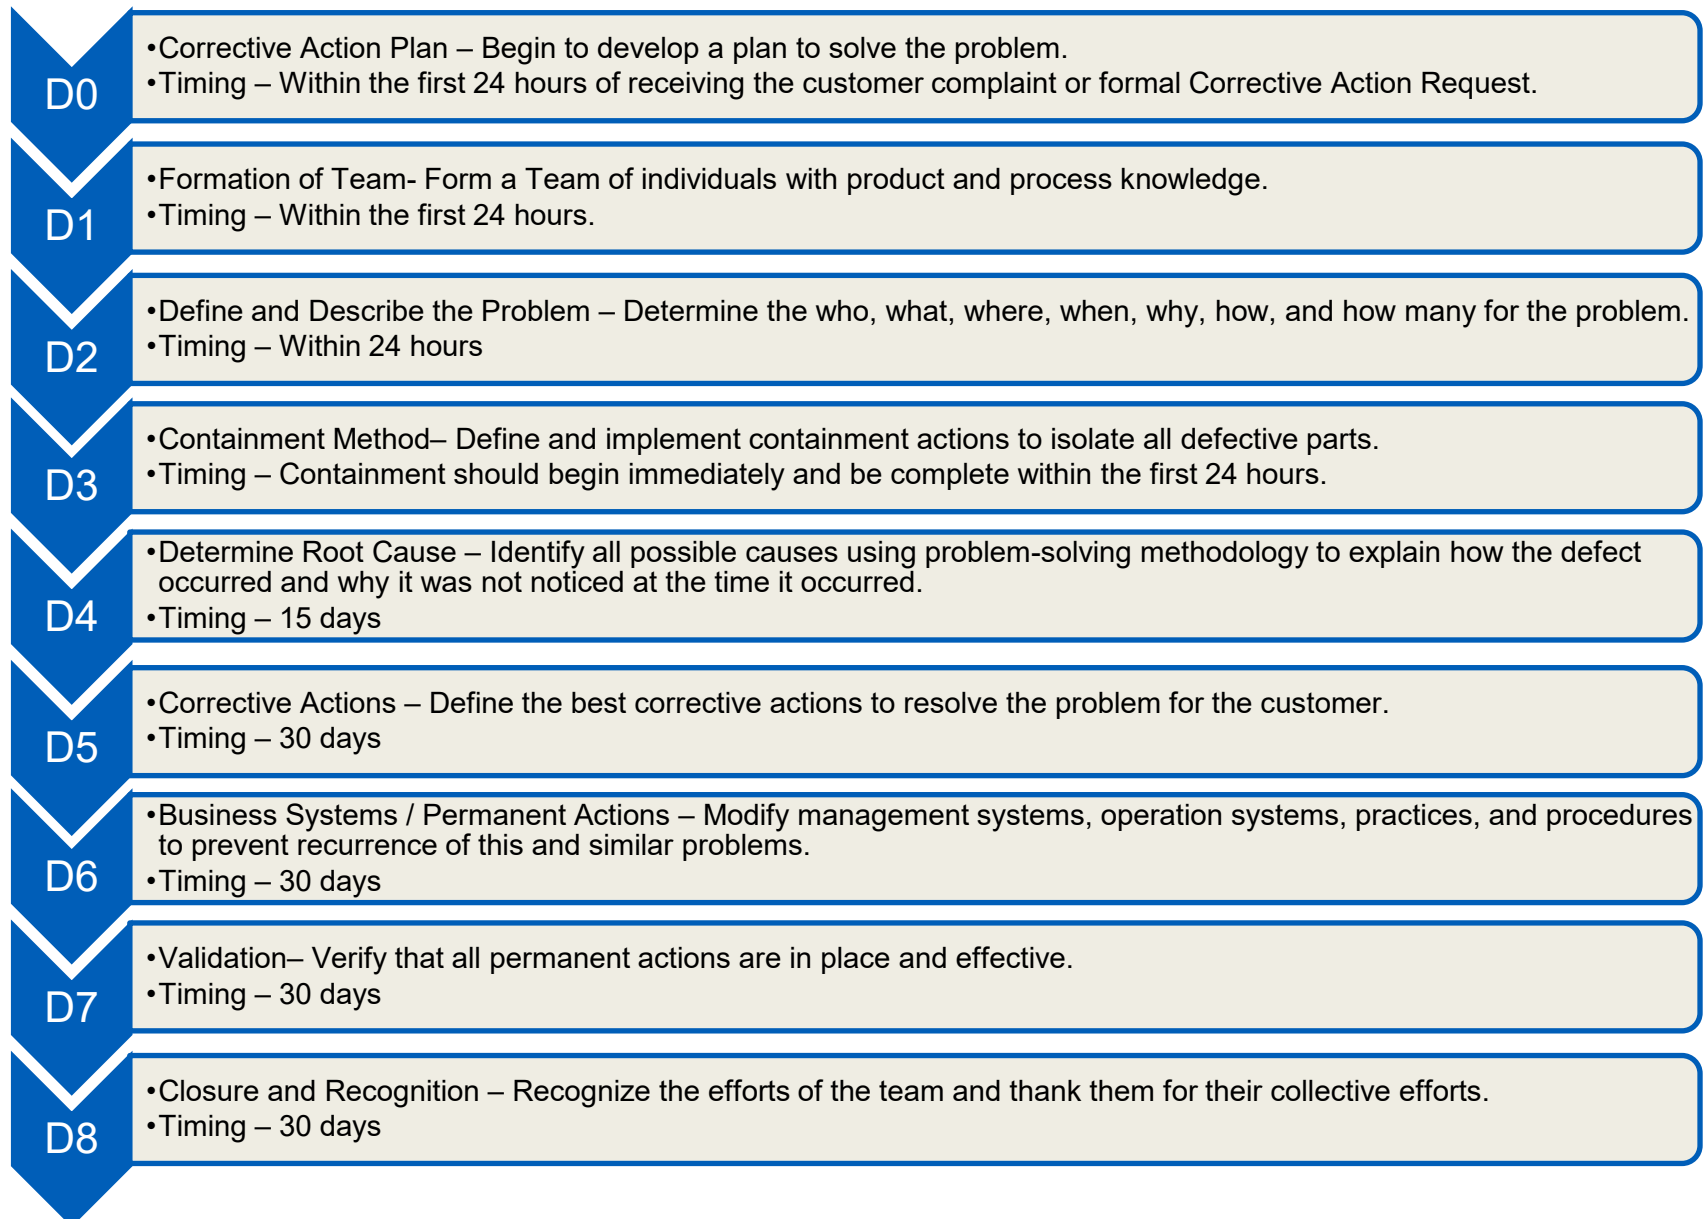 D0
•Corrective Action Plan – Begin to develop a plan to solve the problem.
•Timing – Within the first 24 hours of receiving the customer complaint or formal Corrective Action Request.
D1
•Formation of Team- Form a Team of individuals with product and process knowledge.
•Timing – Within the first 24 hours.
D2
•Define and Describe the Problem – Determine the who, what, where, when, why, how, and how many for the problem.
•Timing – Within 24 hours
D3
•Containment Method– Define and implement containment actions to isolate all defective parts.
•Timing – Containment should begin immediately and be complete within the first 24 hours.
D4
•Determine Root Cause – Identify all possible causes using problem-solving methodology to explain how the defect
occurred and why it was not noticed at the time it occurred.
•Timing – 15 days
D5
•Corrective Actions – Define the best corrective actions to resolve the problem for the customer.
•Timing – 30 days
D6
•Business Systems / Permanent Actions – Modify management systems, operation systems, practices, and procedures
to prevent recurrence of this and similar problems.
•Timing – 30 days
D7
•Validation– Verify that all permanent actions are in place and effective.
•Timing – 30 days
D8
•Closure and Recognition – Recognize the efforts of the team and thank them for their collective efforts.
•Timing – 30 days